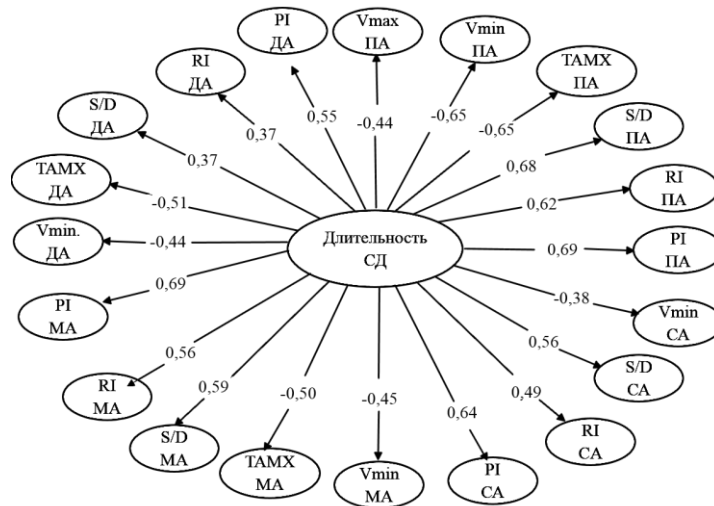 PI
ДА
Vmax
ПА
Vmin
ПА
TAMX
ПА
S/D
ПА
RI
ПА
PI
ПА
Vmin
СА
S/D
СА
RI
СА
PI
СА
Vmin
МА
TAMX
МА
S/D
МА
RI
МА
PI
МА
Vmin.
ДА
TAMX
ДА
S/D
ДА
RI
ДА
0,55
-0,44
-0,65
-0,65
0,68
0,62
0,69
-0,38
0,56
0,49
0,64
-0,45
-0,50
0,59
0,56
0,69
-0,44
-0,51
0,37
0,37
Длительность
СД